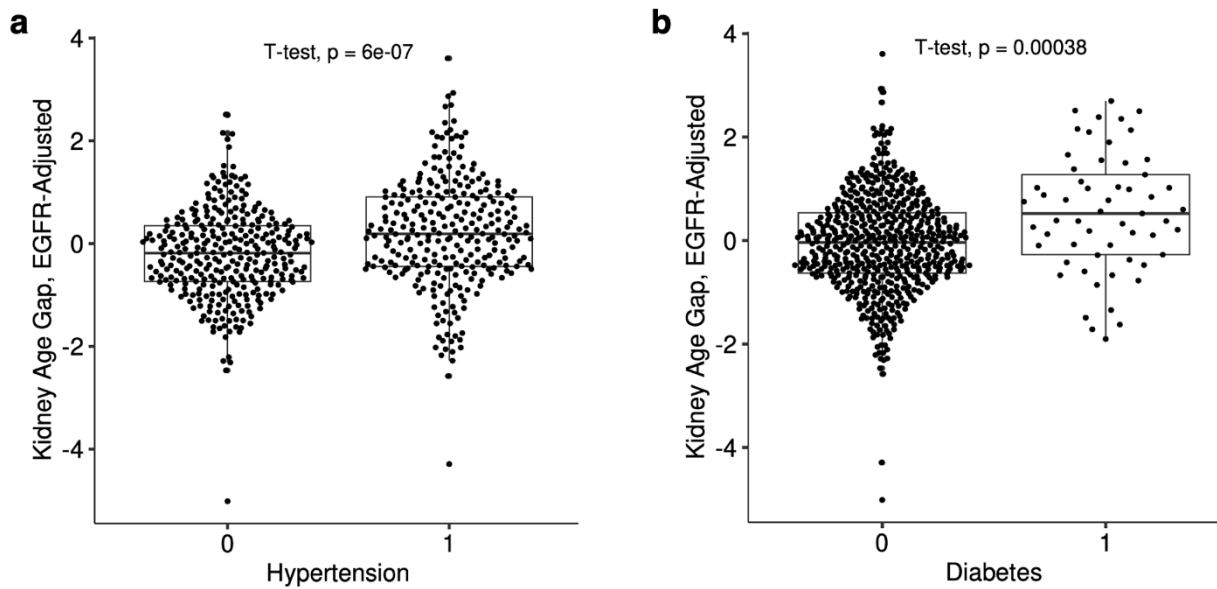 a
T-test, p = 6e-07
Kidney Age Gap, EGFR-Adjusted
4
2
0
-2
-4
0
1
Hypertension
b
T-test, p = 0.00038
Kidney Age Gap, EGFR-Adjusted
4
2
0
-2
-4
0
1
Diabetes